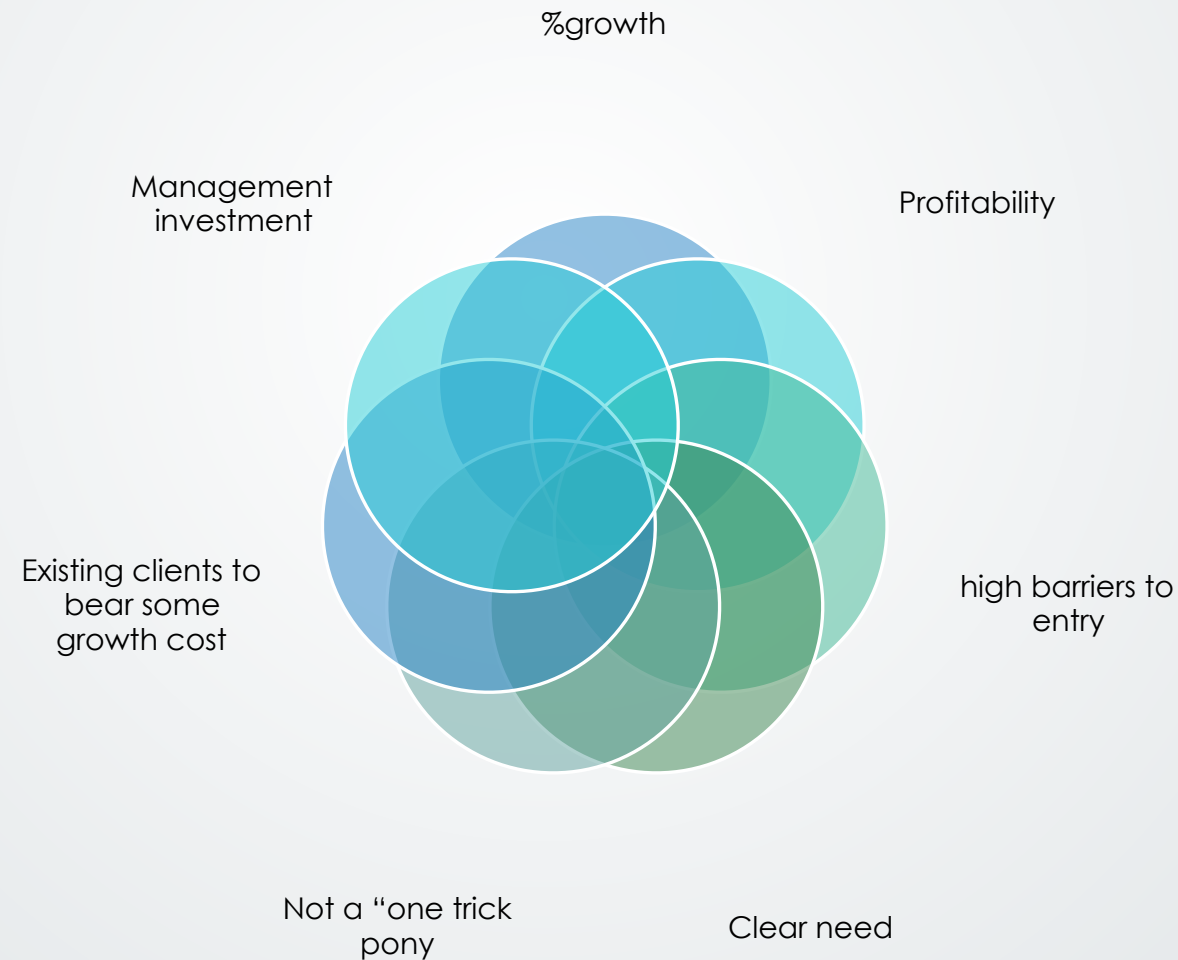 %growth
Management
investment
Profitability
Existing clients to
bear some
growth cost
high barriers to
entry
Not a “one trick
pony
Clear need